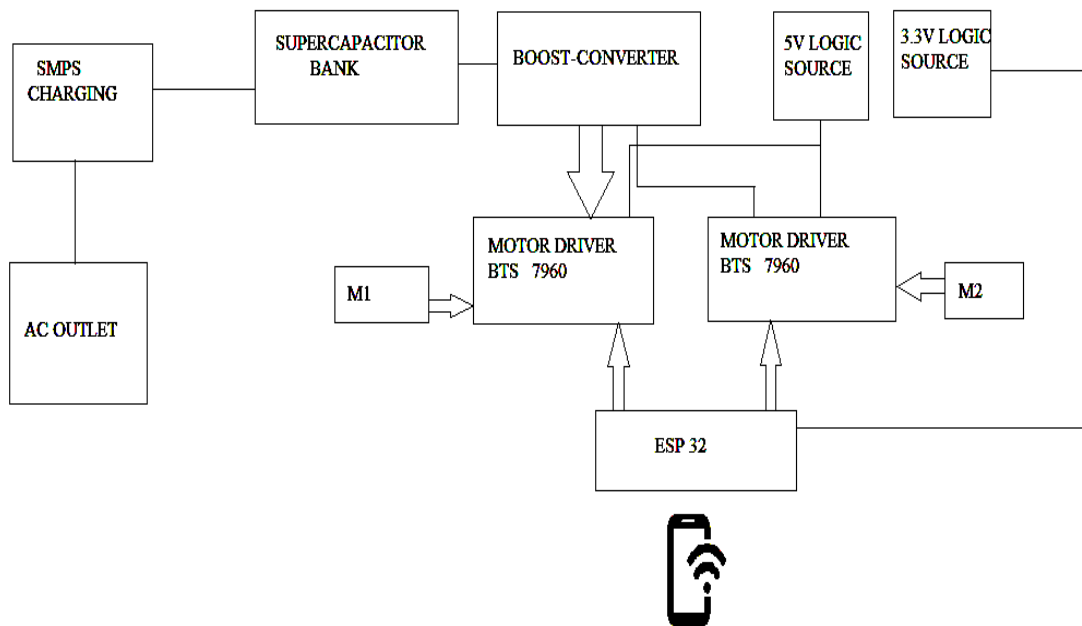 SMPS
CHARGING
SUPERCAPACITOR
BANK
BOOST-CONVERTER
5V LOGIC
SOURCE
3.3V LOGIC
SOURCE
AC OUTLET
M1
MOTOR DRIVER
BTS 7960
MOTOR DRIVER
BTS 7960
M2
ESP 32